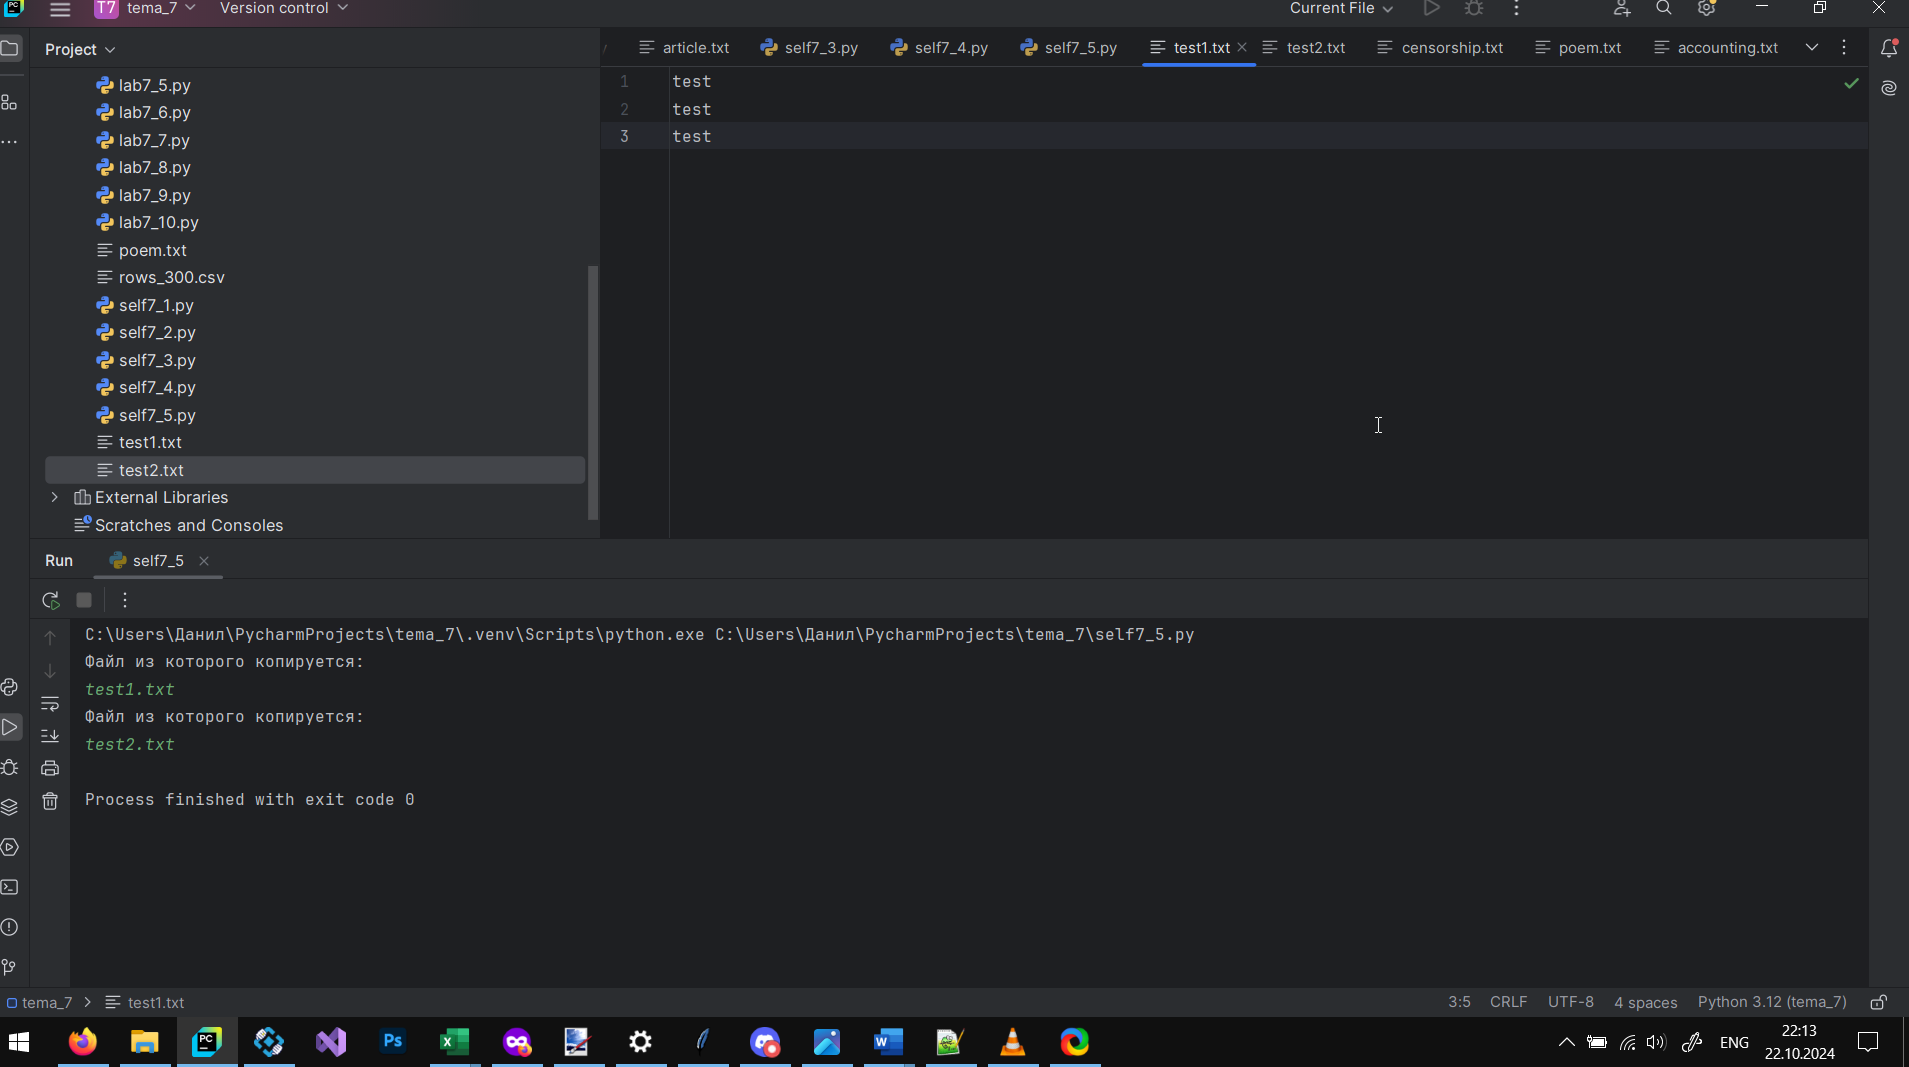 T7 tema_7 Version control Current File
Project
article.txt self7_3.py self7_4.py self7_5.py test1.txt test2.txt censorship.txt poem.txt accounting.txt
lab7_5.py
lab7_6.py
lab7_7.py
lab7_8.py
lab7_9.py
lab7_10.py
poem.txt
rows_300.csv
self7_1.py
self7_2.py
self7_3.py
self7_4.py
self7_5.py
test1.txt
test2.txt
External Libraries
Scratches and Consoles
1 test
2 test
3 test
Run self7_5
C:\Users\Данил\PycharmProjects\tema_7\.venv\Scripts\python.exe C:\Users\Данил\PycharmProjects\tema_7\self7_5.py
Файл из которого копируется:
test1.txt
Файл из которого копируется:
test2.txt
Process finished with exit code 0
tema_7 > test1.txt 3:5 CRLF UTF-8 4 spaces Python 3.12 (tema_7)
ENG 22:13
22.10.2024